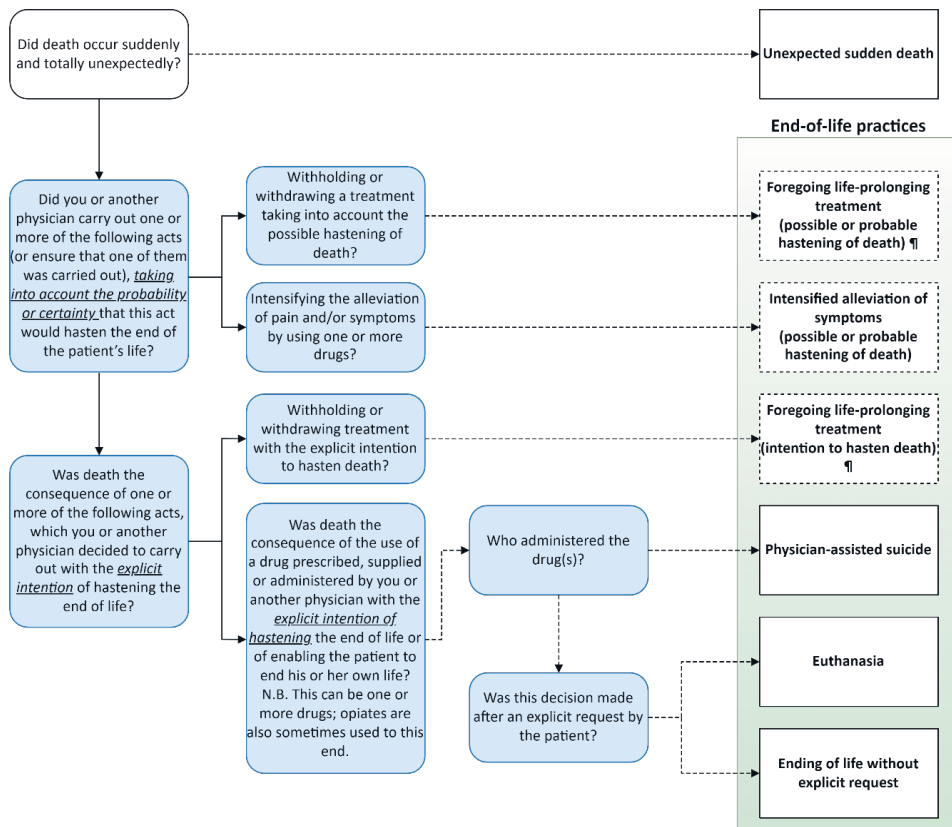 Did death occur suddenly
and totally unexpectedly?
Unexpected sudden death
End-of-life practices
Did you or another
physician carry out one or
more of the following acts
(or ensure that one of them
was carried out), taking
into account the probability
or certainty that this act
would hasten the end of
the patient's life?
Withholding or
withdrawing a treatment
taking into account the
possible hastening of
death?
Foregoing life-prolonging
treatment
(possible or probable
hastening of death) ¶
Intensifying the alleviation
of pain and/or symptoms
by using one or more
drugs?
Intensified alleviation of
symptoms
(possible or probable
hastening of death)
Withholding or
withdrawing treatment
with the explicit intention
to hasten death?
Foregoing life-prolonging
treatment
(intention to hasten death)
¶
Was death the
consequence of one or
more of the following acts,
which you or another
physician decided to carry
out with the explicit
intention of hastening the
end of life?
Was death the
consequence of the use of
a drug prescribed, supplied
or administered by you or
another physician with the
explicit intention of
hastening the end of life or
of enabling the patient to
end his or her own life?
N.B. This can be one or
more drugs; opiates are
also sometimes used to this
end.
Who administered the
drug(s)?
Physician-assisted suicide
Was this decision made
after an explicit request by
the patient?
Euthanasia
Ending of life without
explicit request